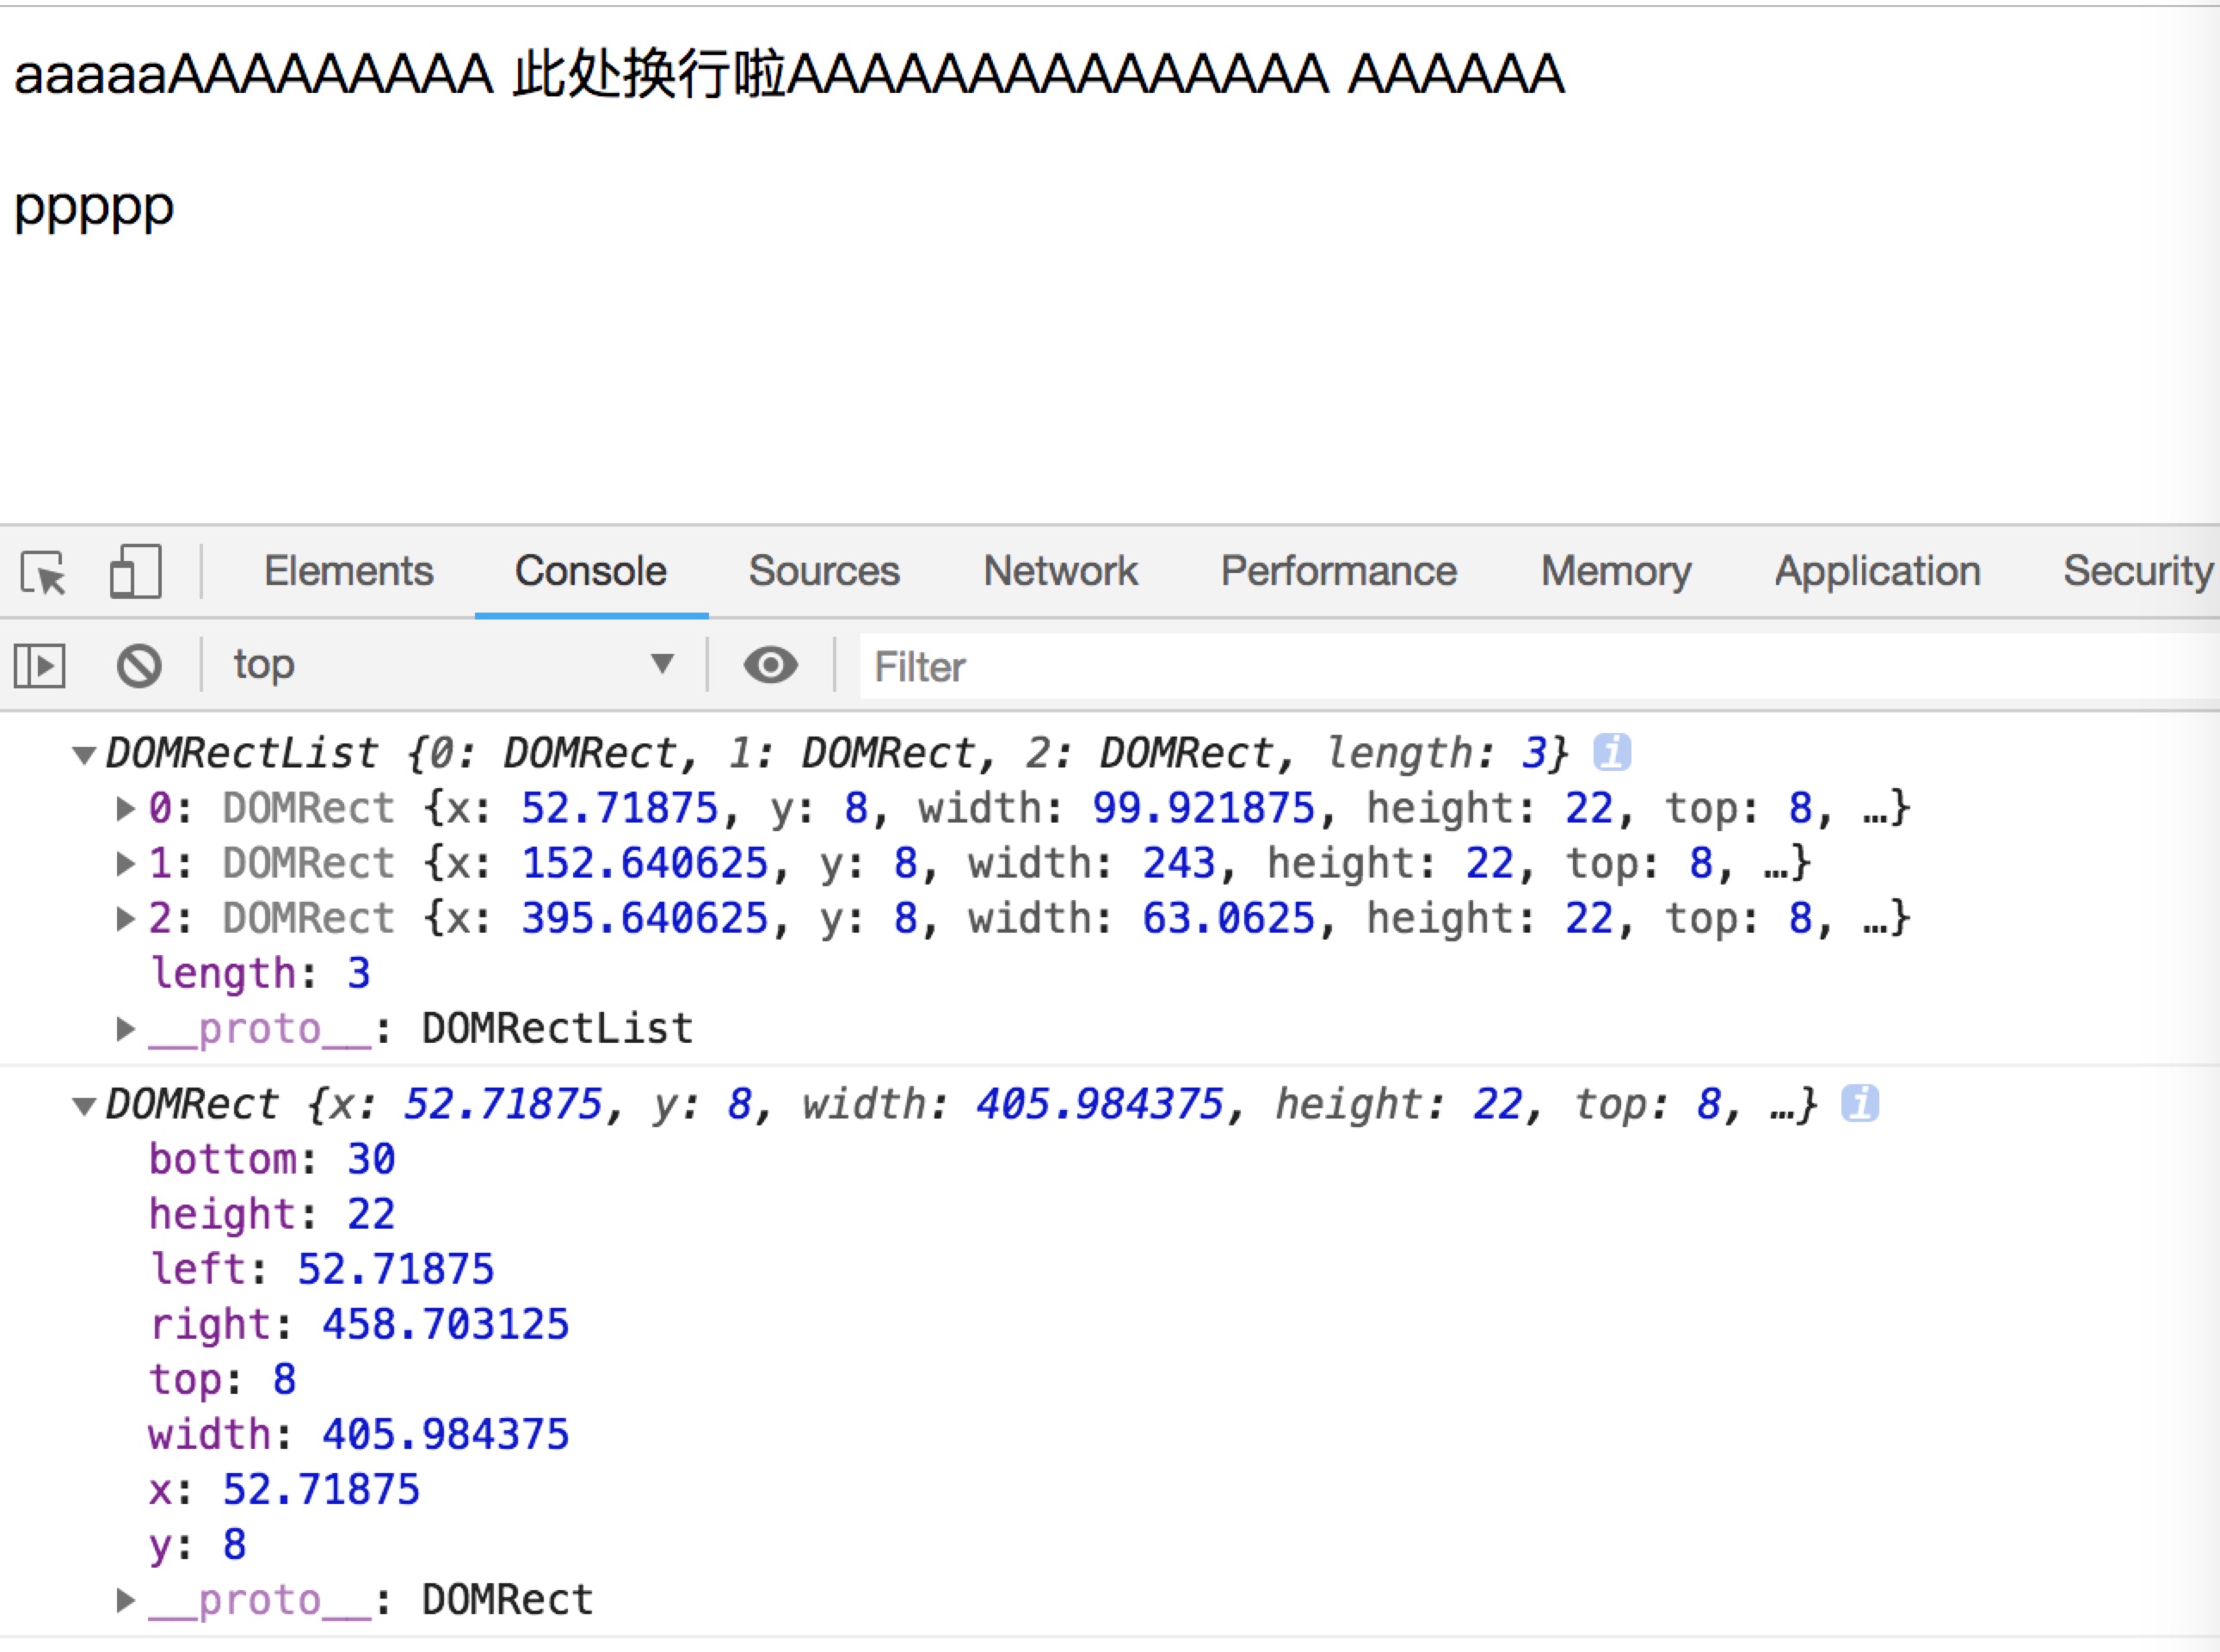 aaaaaAAAAAAAAA 此处换行啦AAAAAAAAAAAAAAA AAAAAA
ppppp
Elements Console Sources Network Performance Memory Application Security
top ▼ Filter
▼DOMRectList {0: DOMRect, 1: DOMRect, 2: DOMRect, length: 3} i
▶0: DOMRect {x: 52.71875, y: 8, width: 99.921875, height: 22, top: 8, …}
▶1: DOMRect {x: 152.640625, y: 8, width: 243, height: 22, top: 8, …}
▶2: DOMRect {x: 395.640625, y: 8, width: 63.0625, height: 22, top: 8, …}
length: 3
▶__proto__: DOMRectList
▼DOMRect {x: 52.71875, y: 8, width: 405.984375, height: 22, top: 8, …} i
bottom: 30
height: 22
left: 52.71875
right: 458.703125
top: 8
width: 405.984375
x: 52.71875
y: 8
▶__proto__: DOMRect